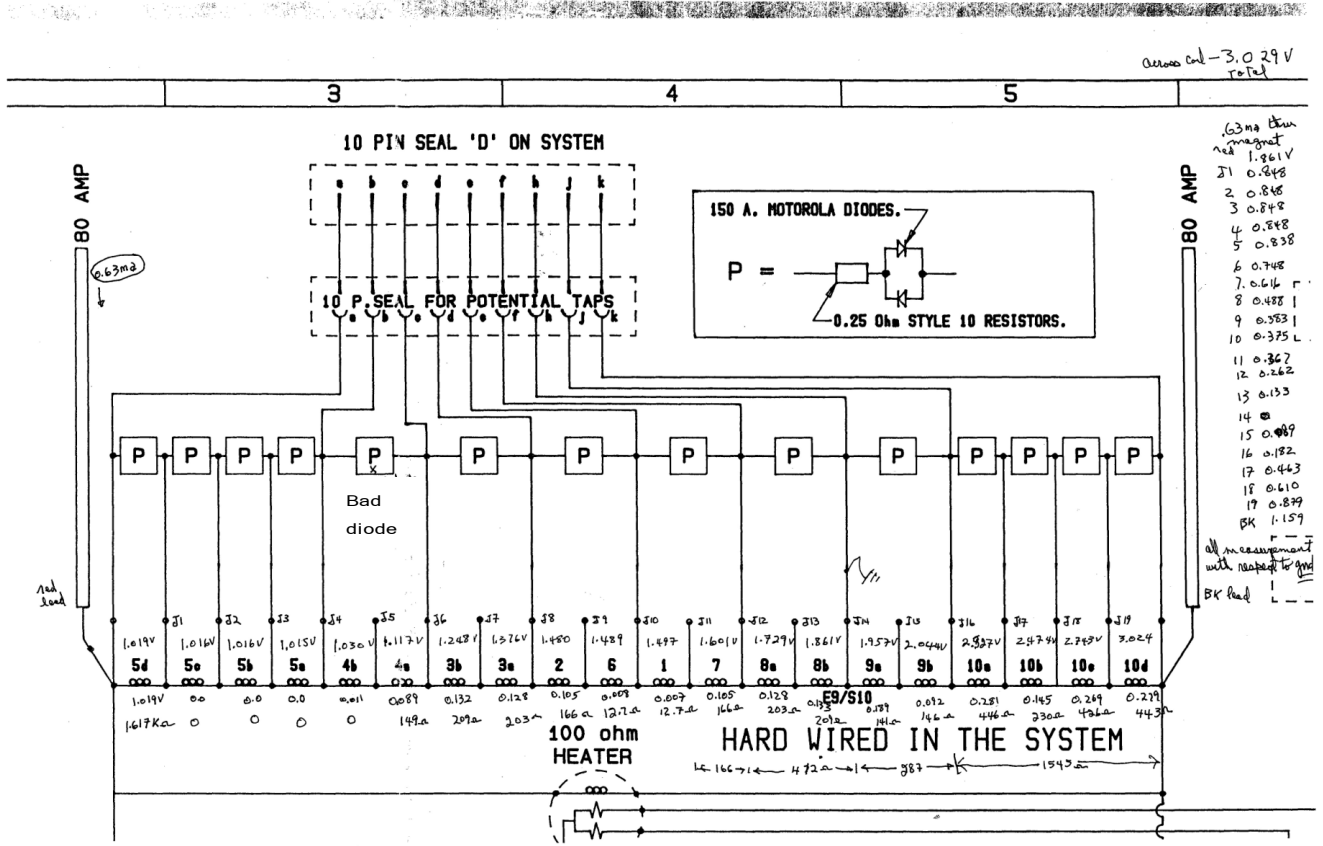 across coil - 3.029 V
Total
3 4 5
10 PIN SEAL 'D' ON SYSTEM
a b c d e f h j k
80 AMP
0.63ma
10 P.SEAL FOR POTENTIAL TAPS
a b c d e f h j k
150 A. MOTOROLA DIODES.
P =
0.25 Ohm STYLE 10 RESISTORS.
80 AMP
.63ma thru
magnet
red 1.861V
J1 0.848
2 0.848
3 0.848
4 0.848
5 0.838
6 0.748
7. 0.616
8 0.488
9 0.383
10 0.375
11 0.367
12 0.262
13 0.133
14
15 0.089
16 0.182
17 0.463
18 0.610
19 0.879
BK 1.159
all measurement
with respect to gnd
BK lead
P P P P P P P P P P P P P P
x
Bad
diode
red
lead
J1 J2 J3 J4 J5 J6 J7 J8 J9 J10 J11 J12 J13 J14 J15 J16 J17 J18 J19
1.019V 1.016V 1.016V 1.015V 1.030V 1.117V 1.248V 1.376V 1.480 1.489 1.497 1.601V 1.729V 1.861V 1.957V 2.044V 2.474V 2.743V 3.024
5d 5c 5b 5a 4b 4a 3b 3a 2 6 1 7 8a 8b 9a 9b 10a 10b 10c 10d
1.019V 0.0 0.0 0.0 0.011 0.089 0.132 0.128 0.105 0.008 0.007 0.105 0.128 0.133 E9/S10 0.189 0.092 0.281 0.145 0.269 0.279
1.617KΩ 0 0 0 0 149Ω 209Ω 203Ω 166Ω 12.7Ω 12.7Ω 166Ω 203Ω 209Ω 141Ω 146Ω 446Ω 230Ω 426Ω 443Ω
100 ohm
HEATER
HARD WIRED IN THE SYSTEM
166 472Ω 287 1545Ω